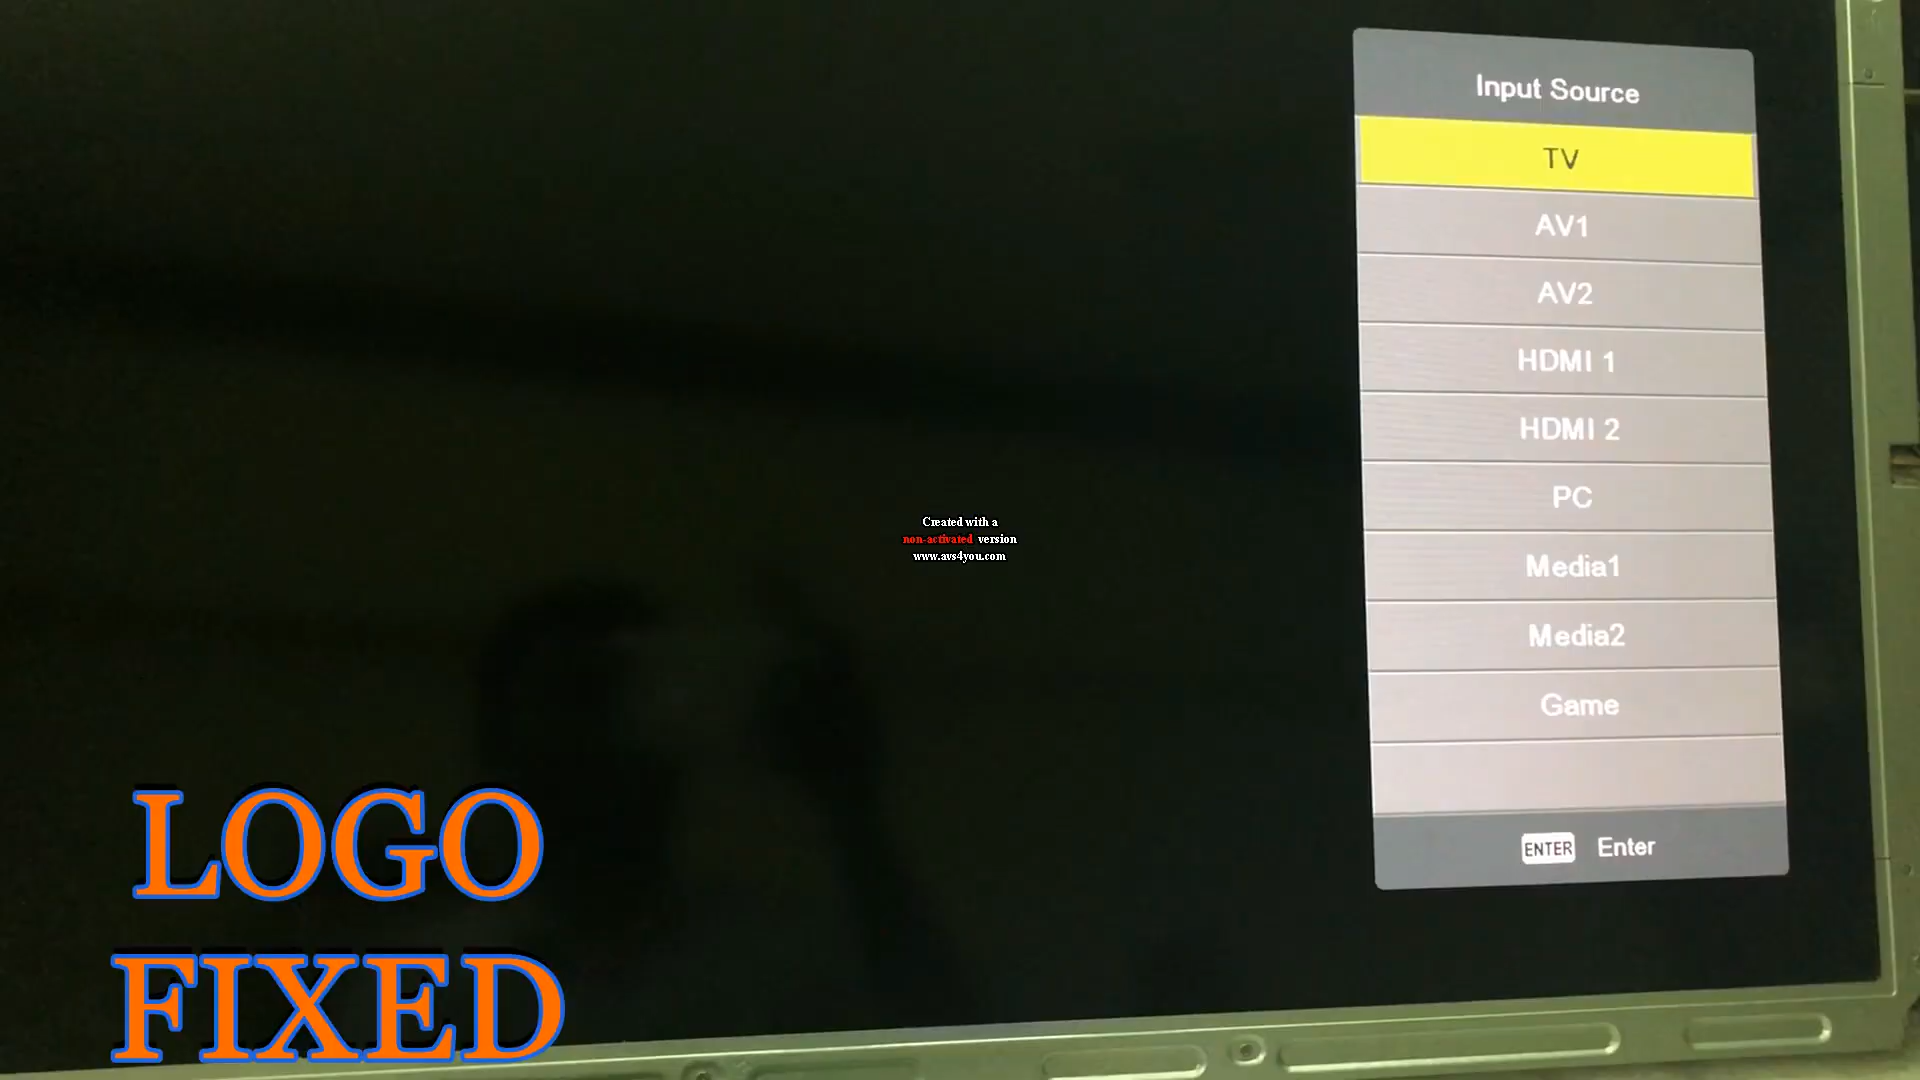 Input Source
TV
AV1
AV2
HDMI 1
HDMI 2
PC
Media1
Media2
Game
ENTER Enter
Created with a
non-activated version
www.avs4you.com
LOGO
FIXED